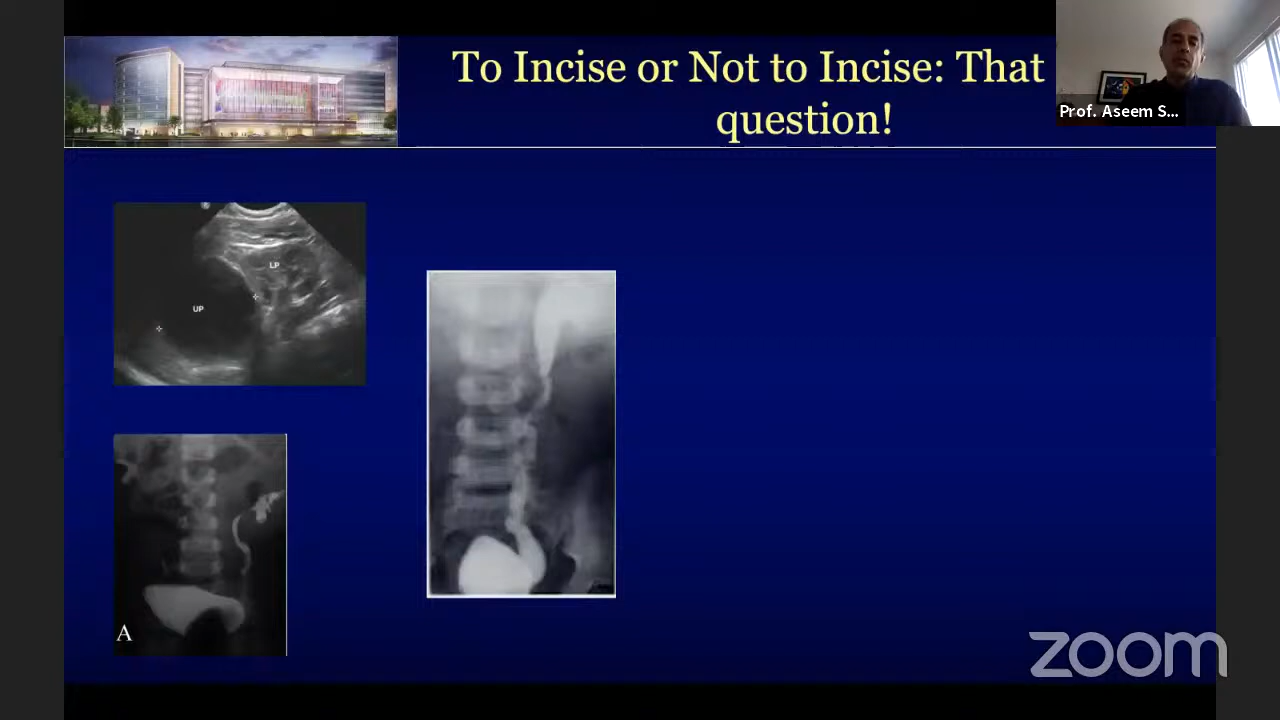 To Incise or Not to Incise: That
question!
Prof. Aseem S...
LP
UP
A
zoom